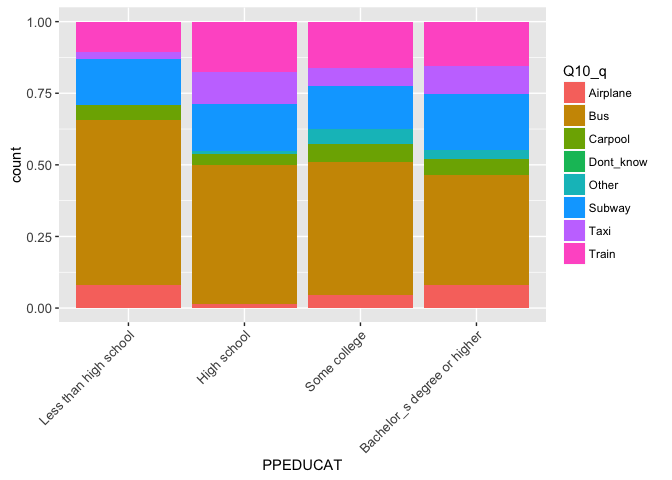 1.00
0.75
0.50
0.25
0.00
count
Less than high school
High school
Some college
Bachelor_s degree or higher
PPEDUCAT
Q10_q
Airplane
Bus
Carpool
Dont_know
Other
Subway
Taxi
Train